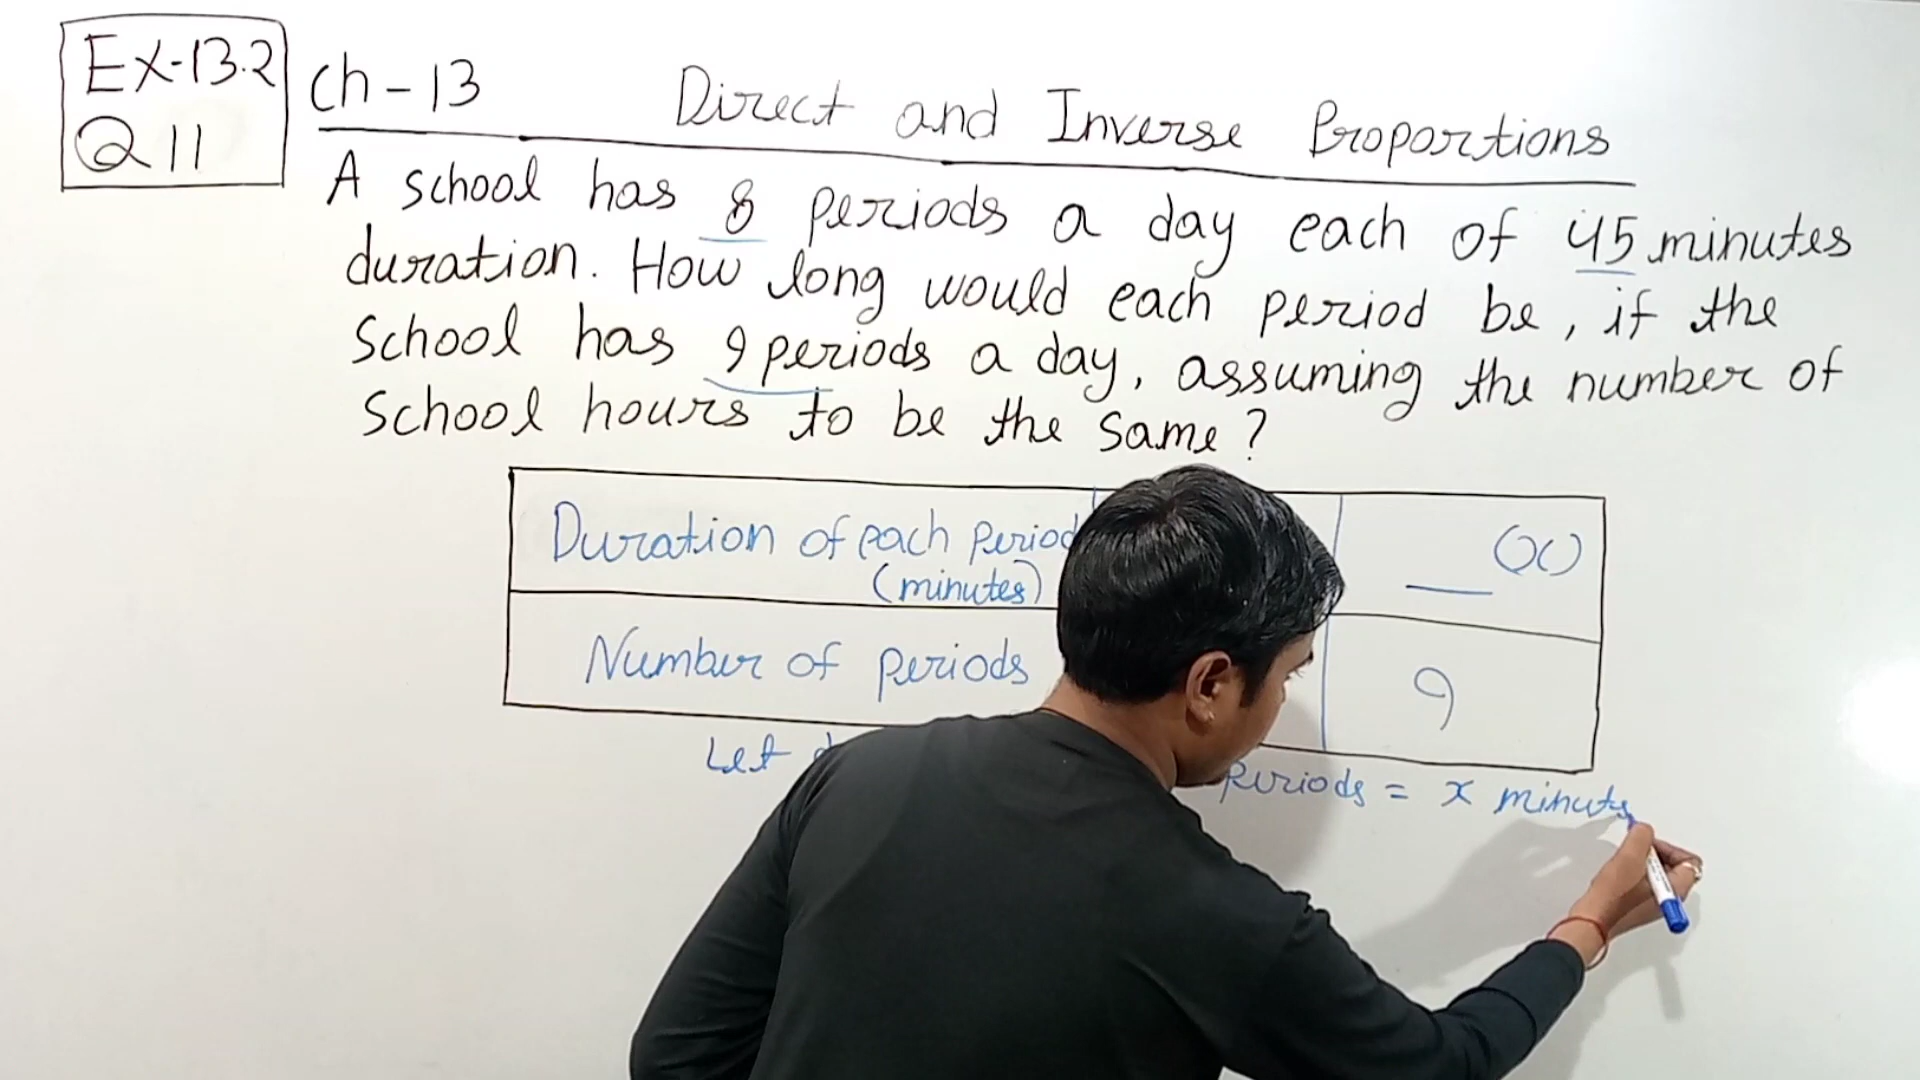 Ex-13.2
Q 11
Ch - 13 Direct and Inverse Proportions
A school has 8 periods a day each of 45 minutes
duration. How long would each period be, if the
School has 9 periods a day, assuming the number of
School hours to be the same?
Duration of each period (x)
(minutes)
Number of periods 9
Let periods = x minutes